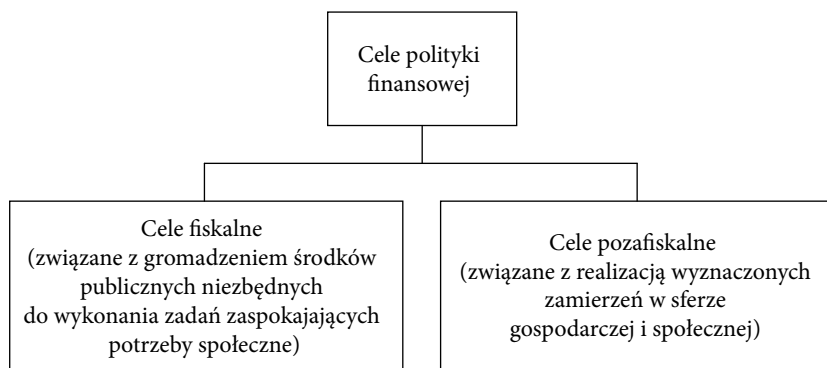 Cele polityki
finansowej
Cele fiskalne
(związane z gromadzeniem środków
publicznych niezbędnych
do wykonania zadań zaspokajających
potrzeby społeczne)
Cele pozafiskalne
(związane z realizacją wyznaczonych
zamierzeń w sferze
gospodarczej i społecznej)